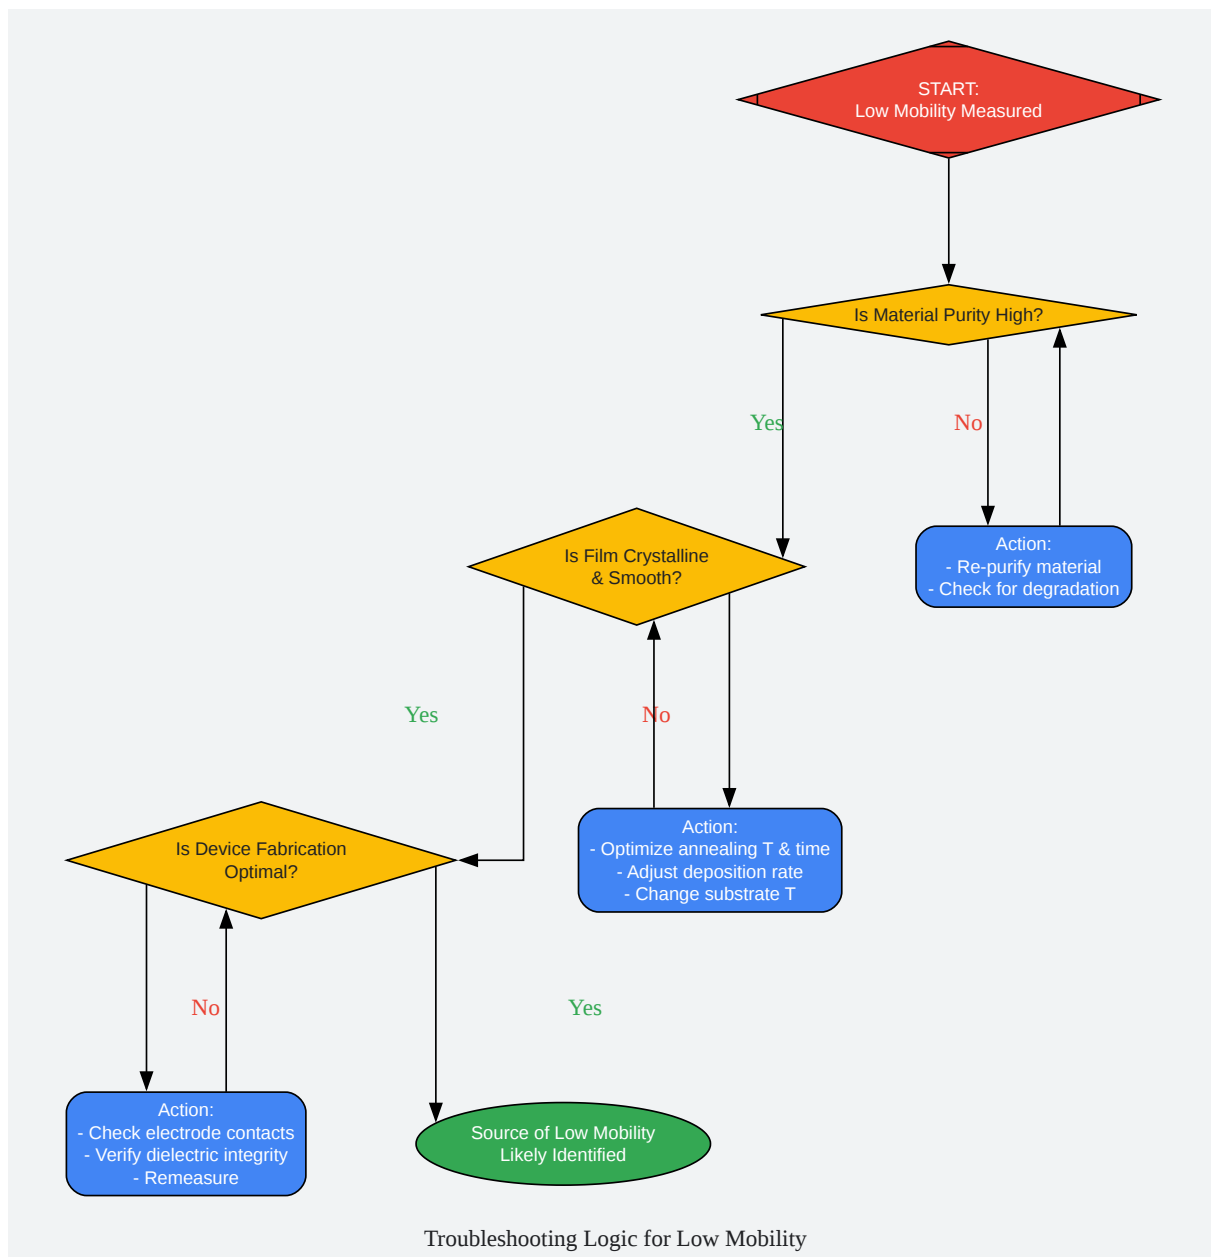 START:
Low Mobility Measured
Is Material Purity High?
Yes
No
Action:
- Re-purify material
- Check for degradation
Is Film Crystalline
& Smooth?
Yes
No
Action:
- Optimize annealing T & time
- Adjust deposition rate
- Change substrate T
Is Device Fabrication
Optimal?
No
Yes
Action:
- Check electrode contacts
- Verify dielectric integrity
- Remeasure
Source of Low Mobility
Likely Identified
Troubleshooting Logic for Low Mobility